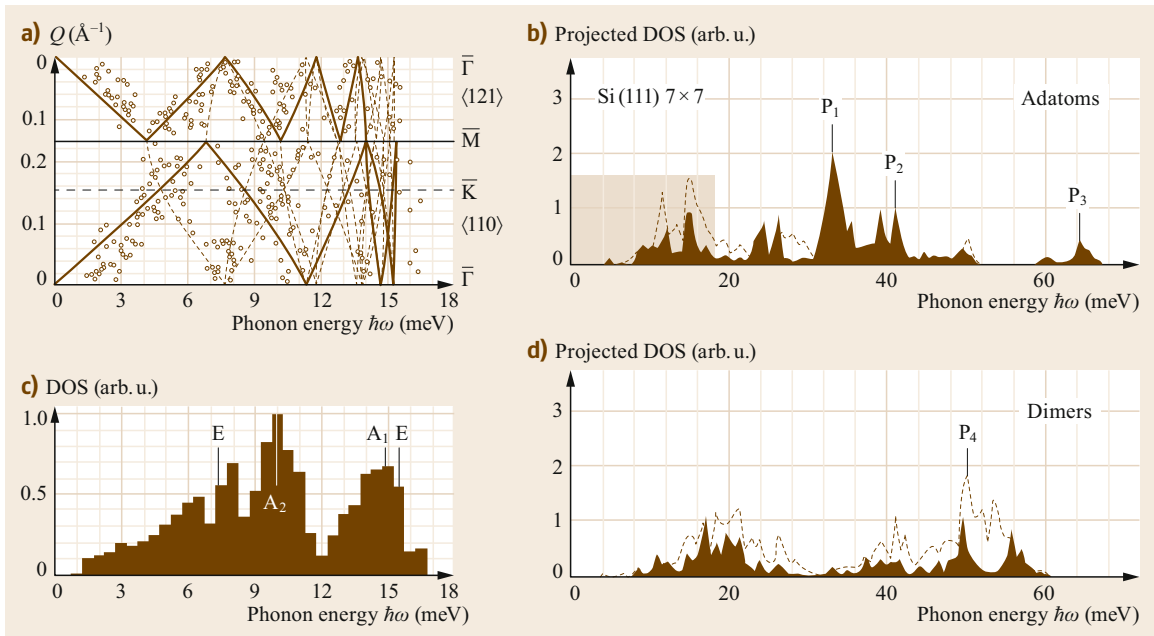 a) Q (Å⁻¹)
0
Γ̅
⟨121⟩
0.1
M̅
0.2
K̅
0.1
⟨110⟩
0
Γ̅
0 3 6 9 12 15 18
Phonon energy ħω (meV)
b) Projected DOS (arb. u.)
3
Si (111) 7 × 7
P₁
Adatoms
2
P₂
1
P₃
0
0 20 40 60
Phonon energy ħω (meV)
c) DOS (arb. u.)
1.0
E
A₁ E
0.5
A₂
0
0 3 6 9 12 15 18
Phonon energy ħω (meV)
d) Projected DOS (arb. u.)
3
Dimers
P₄
2
1
0
0 20 40 60
Phonon energy ħω (meV)